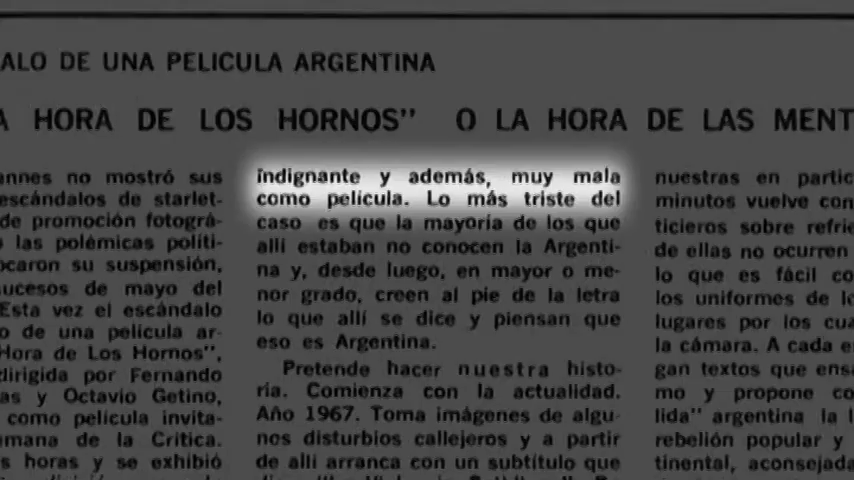 ALO DE UNA PELICULA ARGENTINA
A HORA DE LOS HORNOS" O LA HORA DE LAS MENT
annes no mostró sus
escándalos de starlet-
de promoción fotográ-
o las polémicas políti-
ocaron su suspensión,
sucesos de mayo del
Esta vez el escándalo
o de una película ar-
Hora de Los Hornos",
dirigida por Fernando
as y Octavio Getino,
como película invita-
emana de la Crítica.
s horas y se exhibió
indignante y además, muy mala
como película. Lo más triste del
caso es que la mayoría de los que
allí estaban no conocen la Argenti-
na y, desde luego, en mayor o me-
nor grado, creen al pie de la letra
lo que allí se dice y piensan que
eso es Argentina.
Pretende hacer nuestra histo-
ria. Comienza con la actualidad.
Año 1967. Toma imágenes de algu-
nos disturbios callejeros y a partir
de allí arranca con un subtítulo que
nuestras en partic
minutos vuelve con
ticieros sobre refrie
de ellas no ocurren
lo que es fácil co
los uniformes de lo
lugares por los cua
la cámara. A cada e
gan textos que ensa
mo y propone co
lida" argentina la l
rebelión popular y
tinental, aconsejada